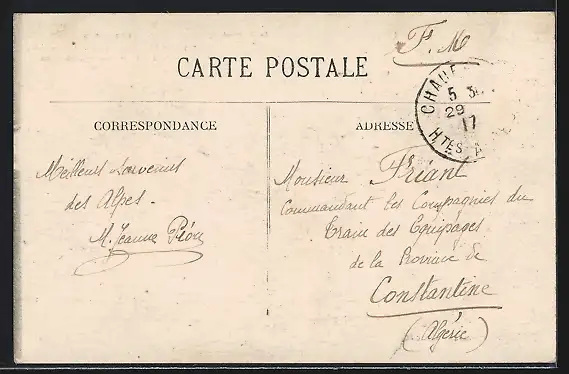 F. M
CARTE POSTALE
CORRESPONDANCE
ADRESSE
5 3
29
17
HTES A
Meilleurs souvenirs
des Alpes.
M. Jeanne
Monsieur Friant
Commandant les Compagnies du
train des Equipages
de la Province de
Constantine
(Algérie)